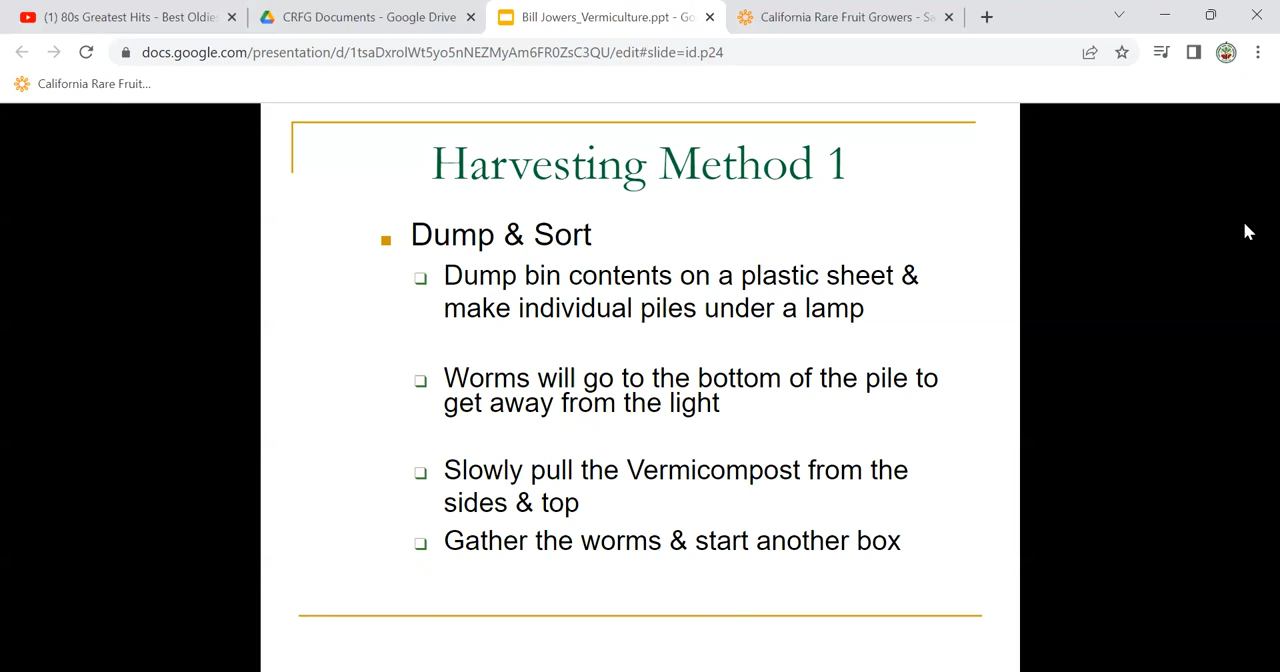 (1) 80s Greatest Hits - Best Oldie
CRFG Documents - Google Drive
Bill Jowers_Vermiculture.ppt - Go
California Rare Fruit Growers - Sa
docs.google.com/presentation/d/1tsaDxrolWt5yo5nNEZMyAm6FR0ZsC3QU/edit#slide=id.p24
California Rare Fruit...
Harvesting Method 1
Dump & Sort
Dump bin contents on a plastic sheet &
make individual piles under a lamp
Worms will go to the bottom of the pile to
get away from the light
Slowly pull the Vermicompost from the
sides & top
Gather the worms & start another box